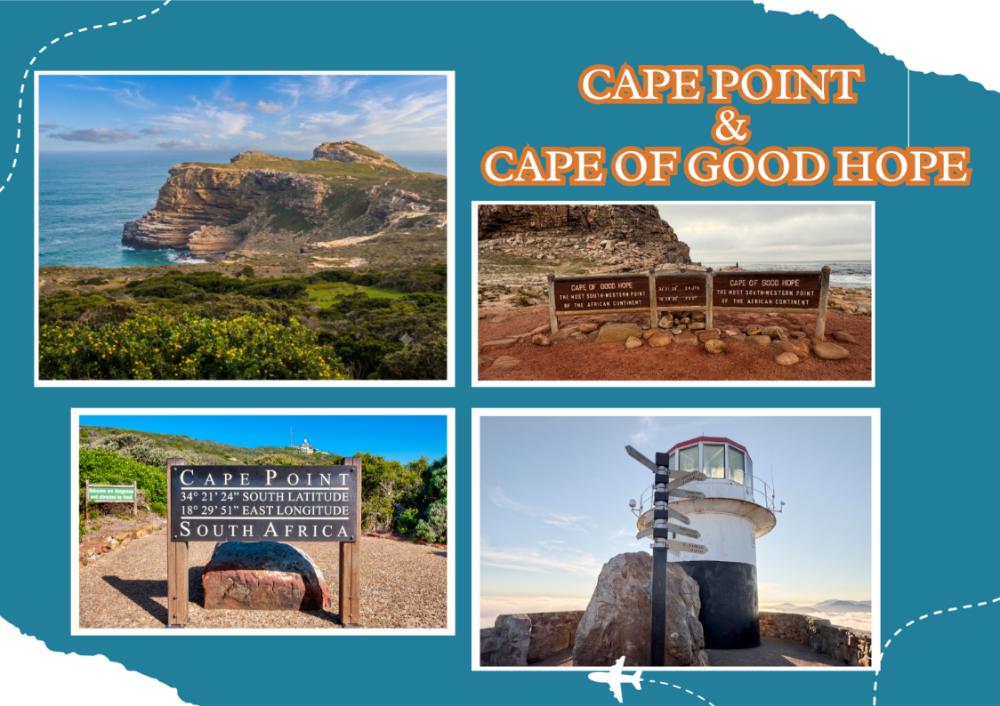 CAPE POINT
&
CAPE OF GOOD HOPE
CAPE OF GOOD HOPE
THE MOST SOUTH-WESTERN POINT
OF THE AFRICAN CONTINENT
CAPE OF GOOD HOPE
THE MOST SOUTH-WESTERN POINT
OF THE AFRICAN CONTINENT
Baboons are dangerous
and attracted by food.
CAPE POINT
34° 21' 24" SOUTH LATITUDE
18° 29' 51" EAST LONGITUDE
SOUTH AFRICA